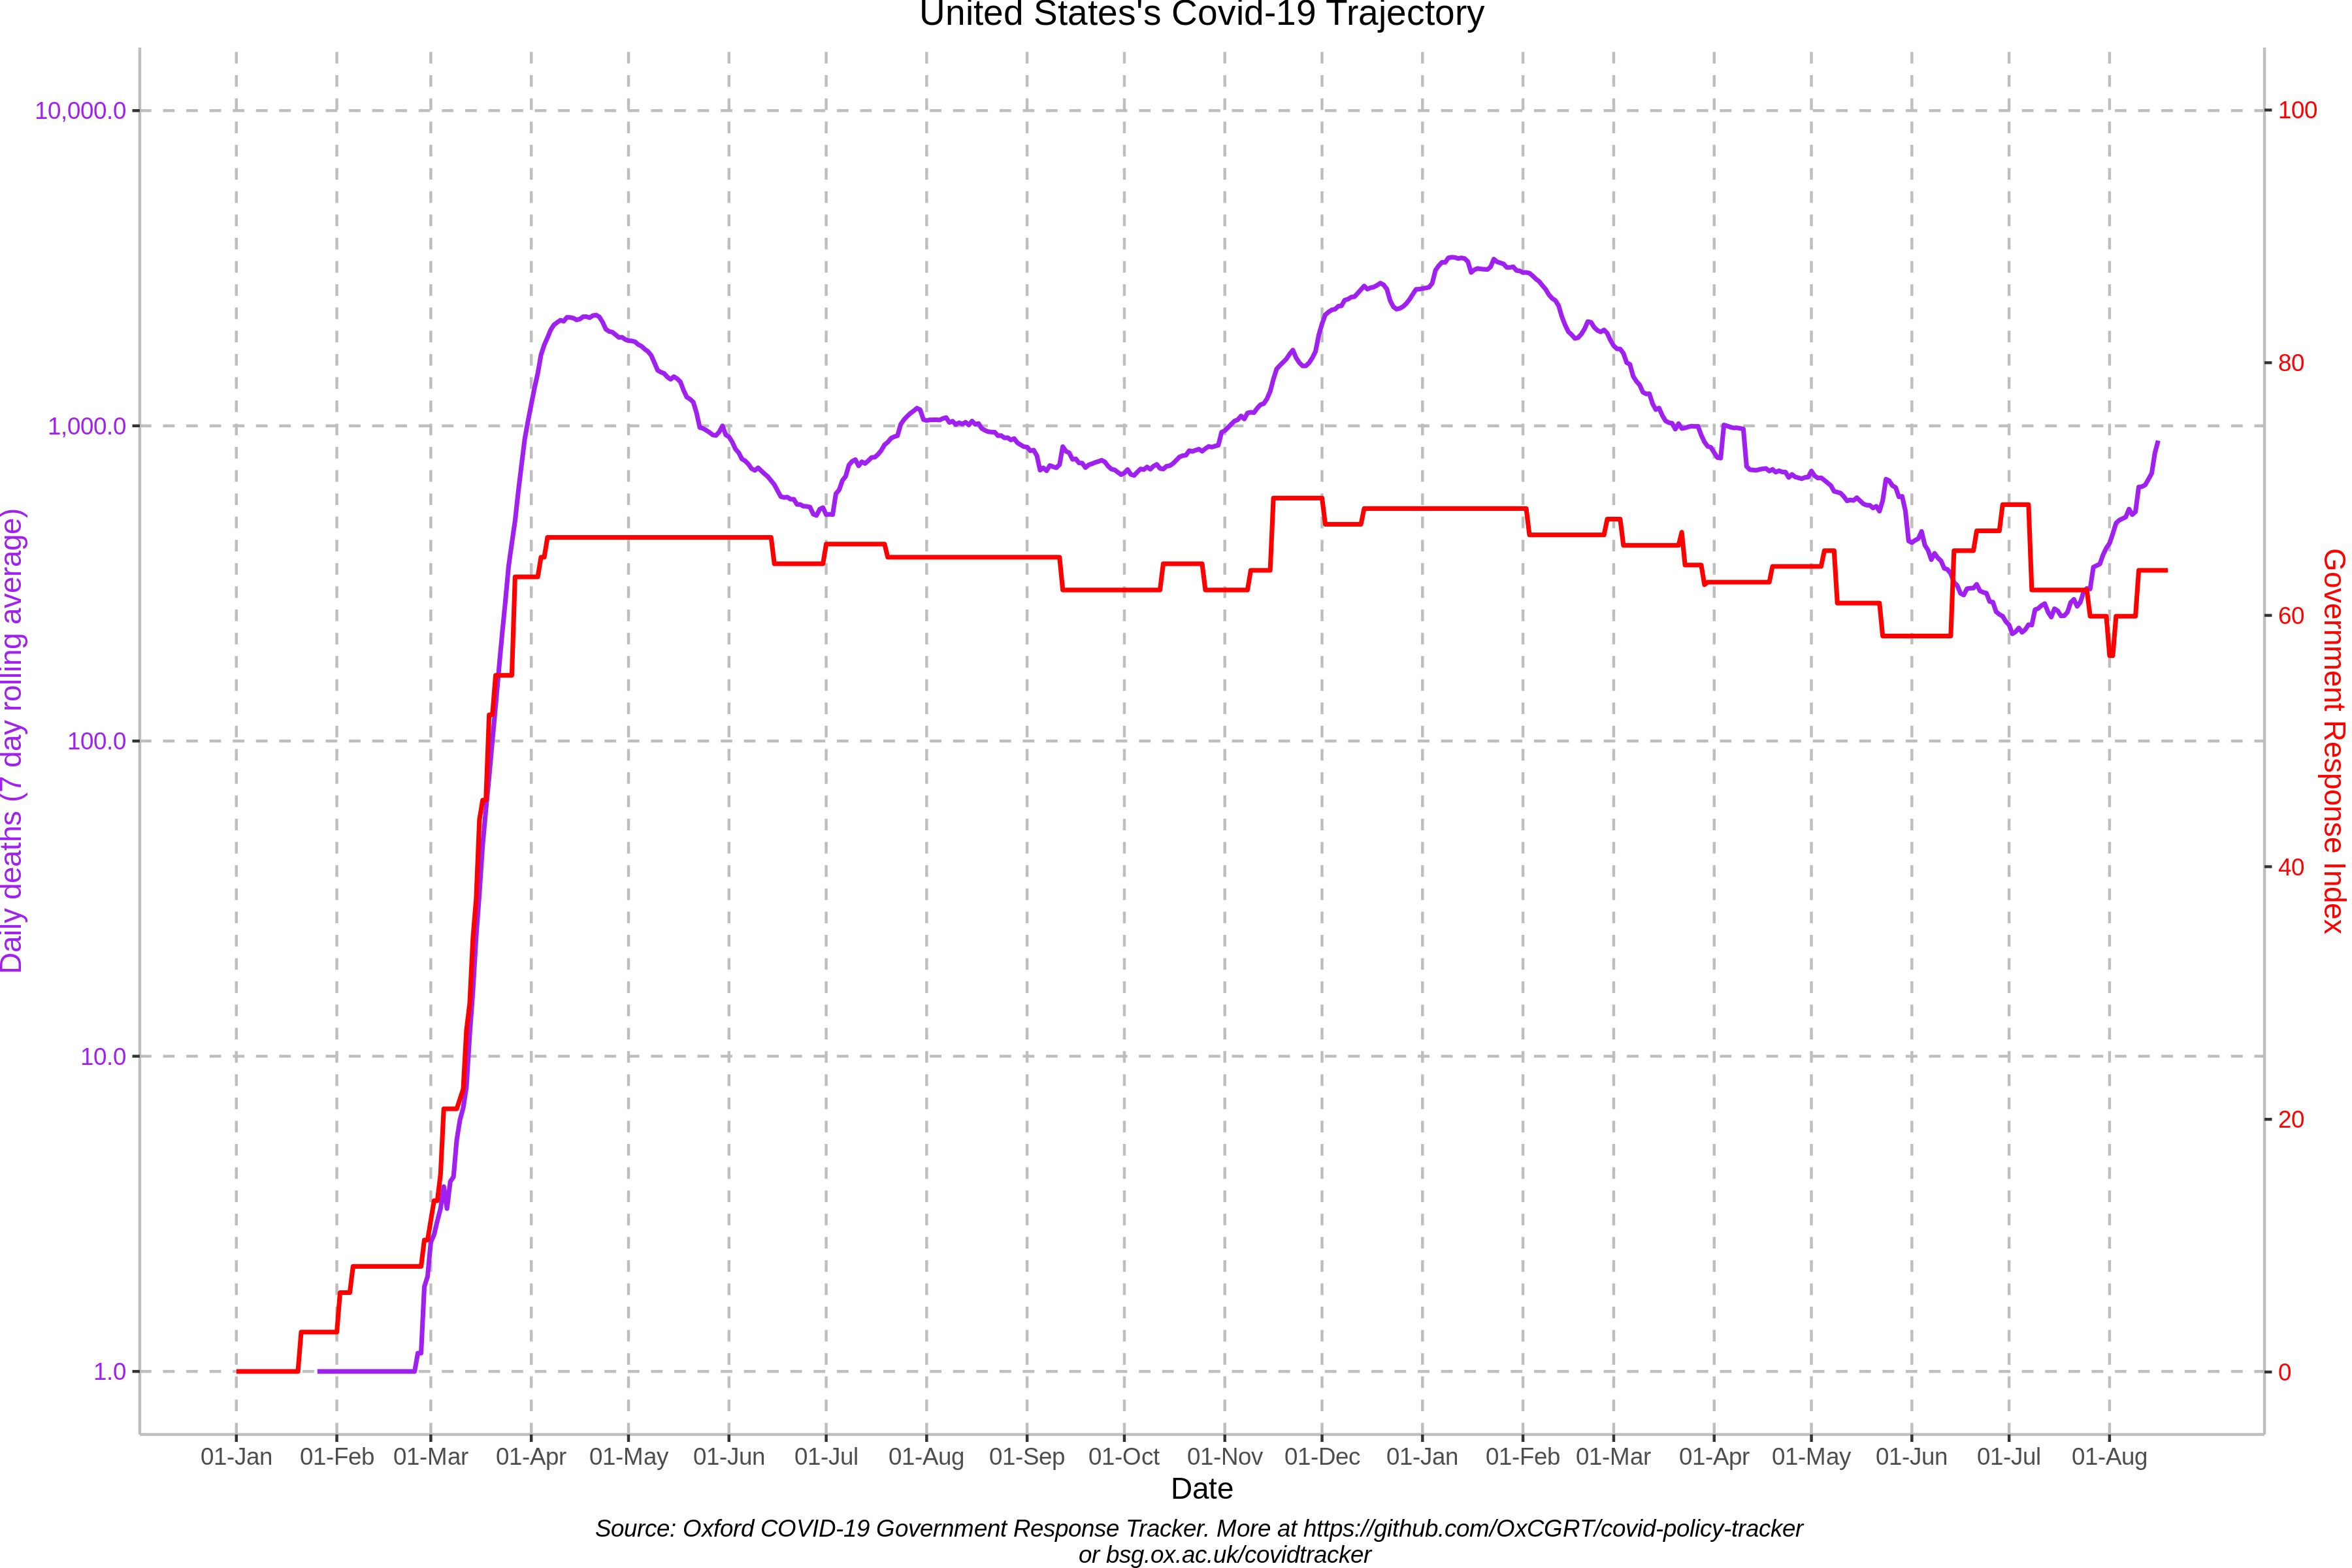 United States's Covid-19 Trajectory
10,000.0
1,000.0
100.0
10.0
1.0
Daily deaths (7 day rolling average)
100
80
60
40
20
0
Government Response Index
01-Jan 01-Feb 01-Mar 01-Apr 01-May 01-Jun 01-Jul 01-Aug 01-Sep 01-Oct 01-Nov 01-Dec 01-Jan 01-Feb 01-Mar 01-Apr 01-May 01-Jun 01-Jul 01-Aug
Date
Source: Oxford COVID-19 Government Response Tracker. More at https://github.com/OxCGRT/covid-policy-tracker
or bsg.ox.ac.uk/covidtracker